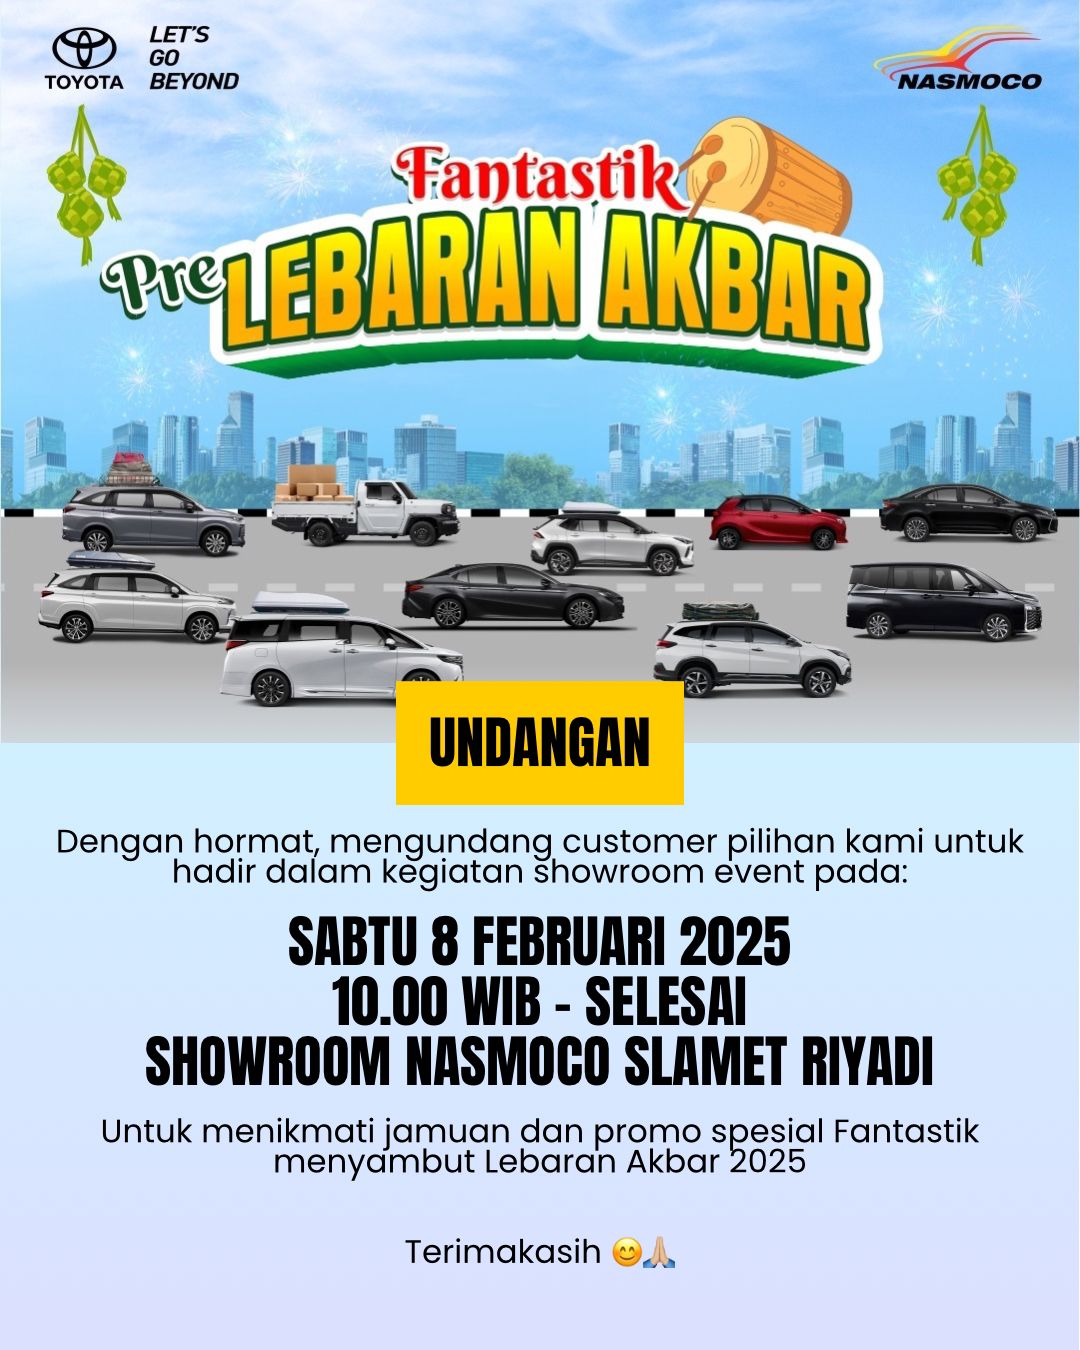 TOYOTA
LET'S
GO
BEYOND
NASMOCO
Fantastik
Pre LEBARAN AKBAR
UNDANGAN
Dengan hormat, mengundang customer pilihan kami untuk
hadir dalam kegiatan showroom event pada:
SABTU 8 FEBRUARI 2025
10.00 WIB - SELESAI
SHOWROOM NASMOCO SLAMET RIYADI
Untuk menikmati jamuan dan promo spesial Fantastik
menyambut Lebaran Akbar 2025
Terimakasih 😊🙏🏼